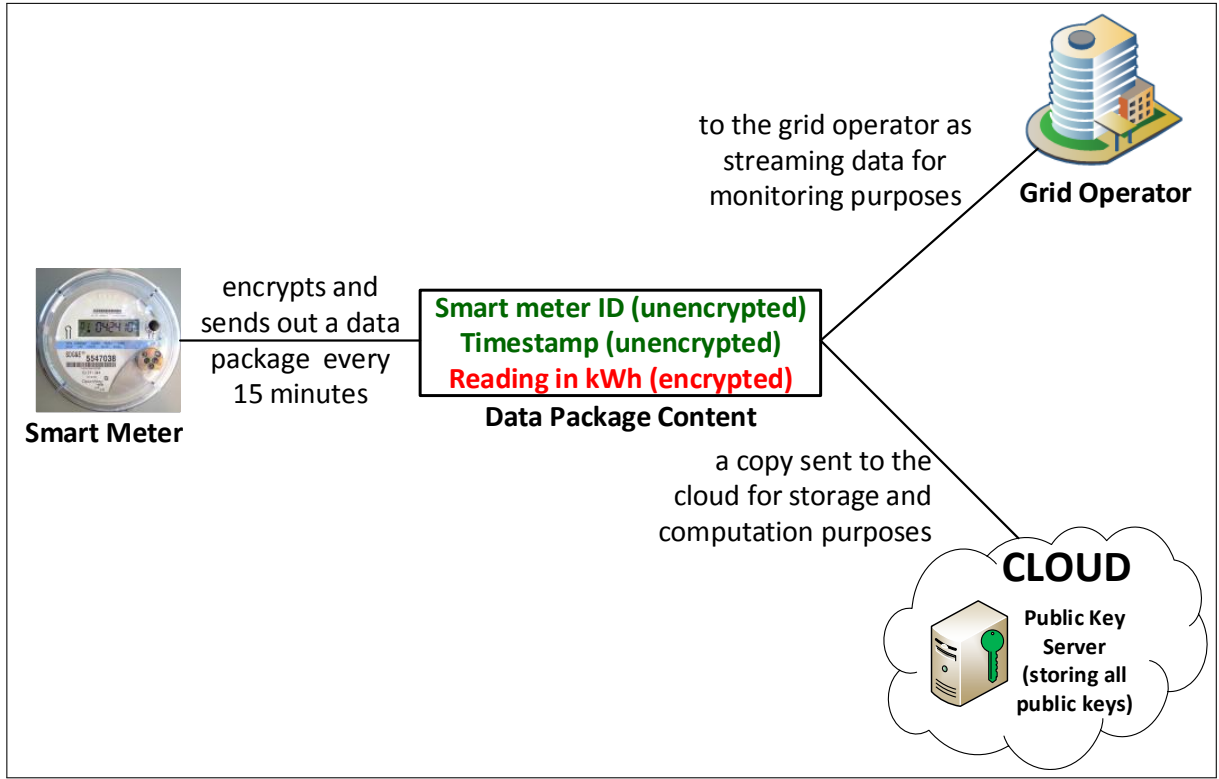 to the grid operator as
streaming data for
monitoring purposes
Grid Operator
encrypts and
sends out a data
package every
15 minutes
5547038
Smart Meter
Smart meter ID (unencrypted)
Timestamp (unencrypted)
Reading in kWh (encrypted)
Data Package Content
a copy sent to the
cloud for storage and
computation purposes
CLOUD
Public Key
Server
(storing all
public keys)